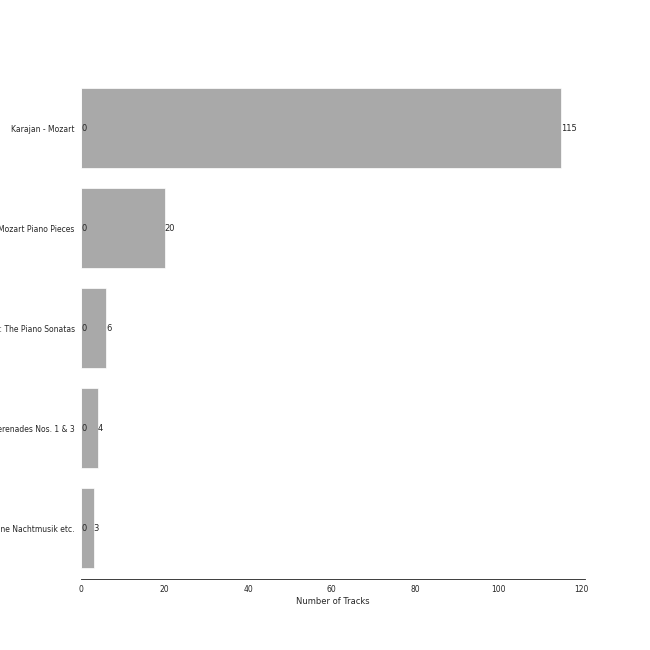 Karajan - Mozart 0 115
Mozart Piano Pieces 0 20
: The Piano Sonatas 0 6
erenades Nos. 1 & 3 0 4
ne Nachtmusik etc. 0 3
0 20 40 60 80 100 120
Number of Tracks